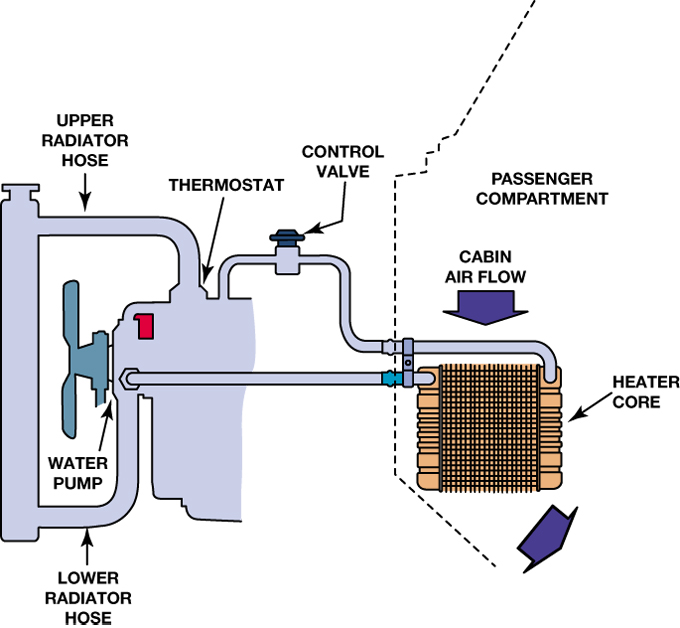 UPPER
RADIATOR
HOSE
THERMOSTAT
CONTROL
VALVE
PASSENGER
COMPARTMENT
CABIN
AIR FLOW
HEATER
CORE
WATER
PUMP
LOWER
RADIATOR
HOSE